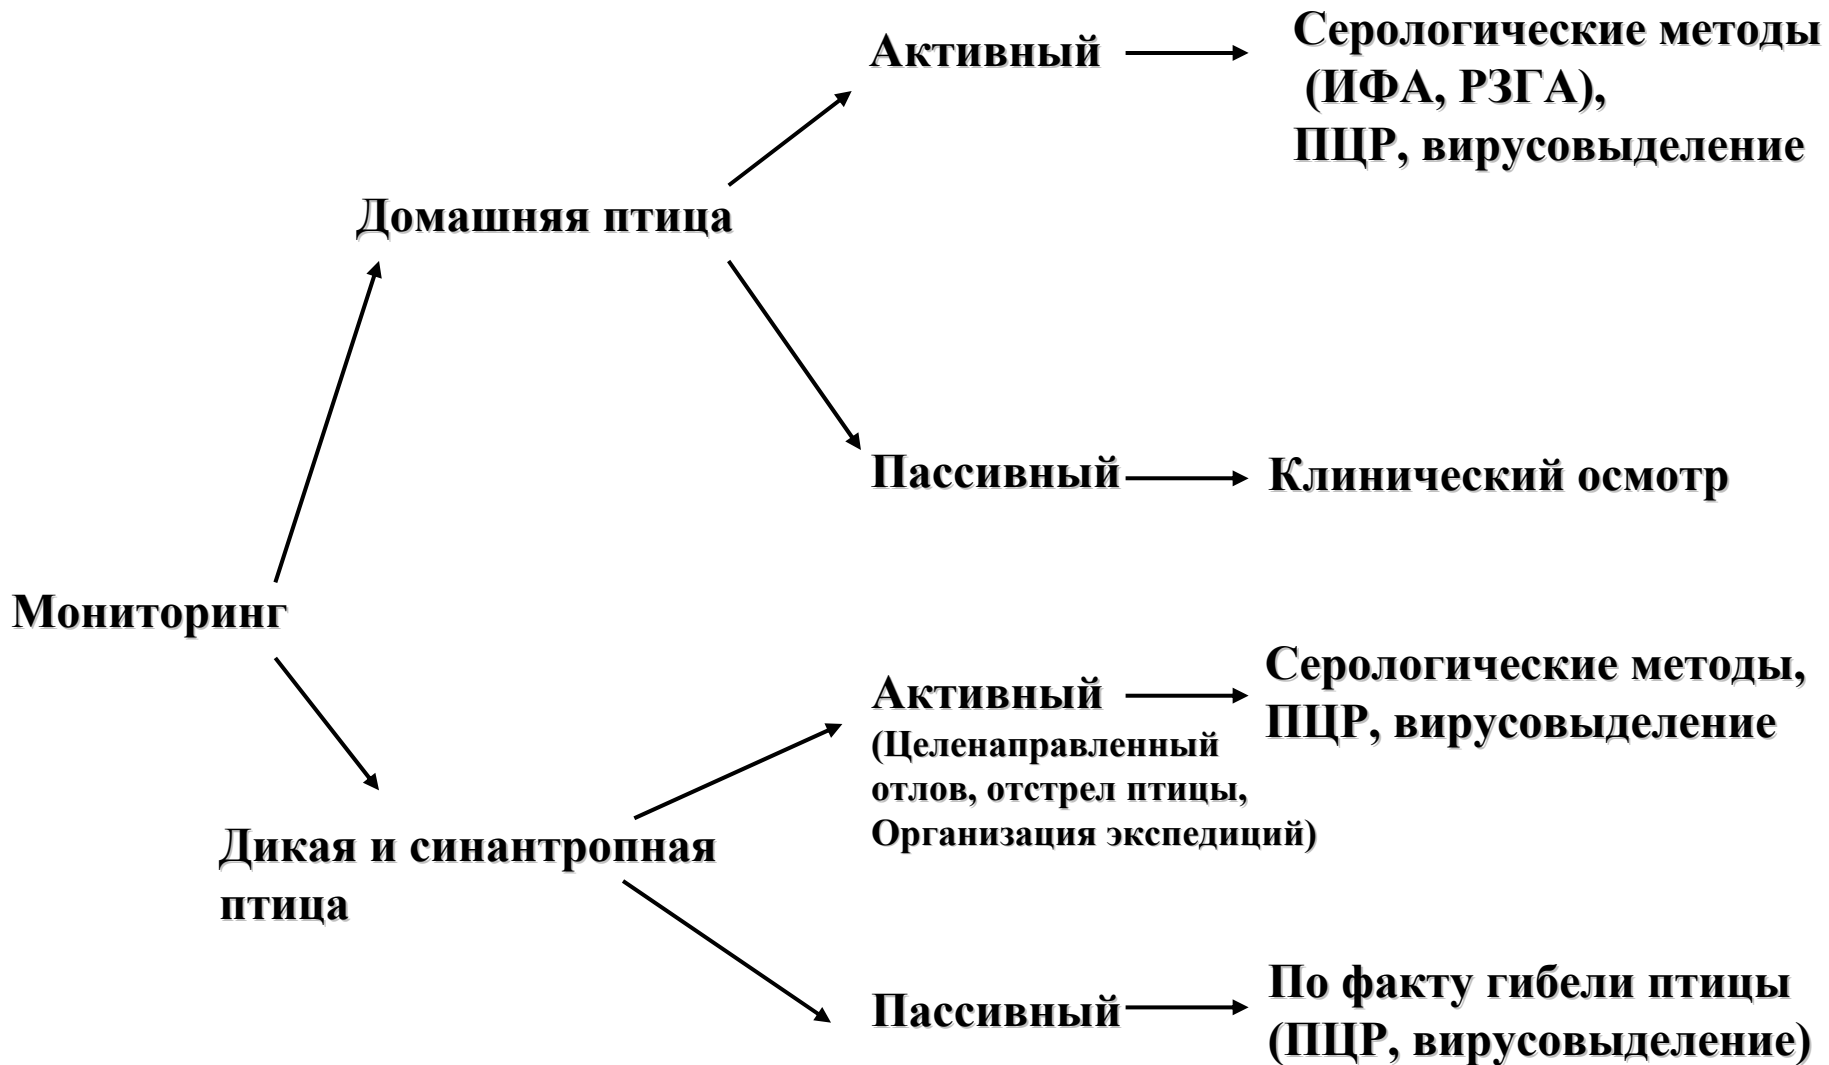 Активный
Серологические методы
(ИФА, РЗГА),
ПЦР, вирусовыделение
Домашняя птица
Пассивный
Клинический осмотр
Мониторинг
Активный
(Целенаправленный
отлов, отстрел птицы,
Организация экспедиций)
Серологические методы,
ПЦР, вирусовыделение
Дикая и синантропная
птица
Пассивный
По факту гибели птицы
(ПЦР, вирусовыделение)